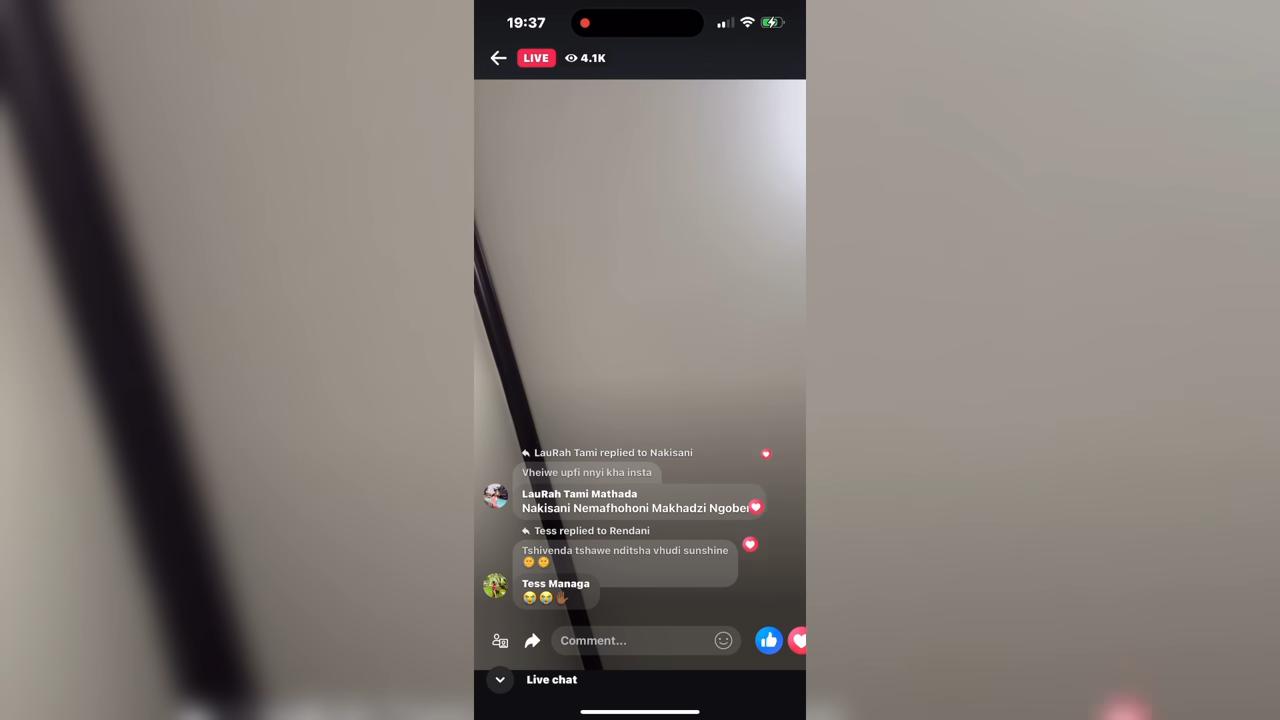 19:37
LIVE 4.1K
LauRah Tami replied to Nakisani
Vheiwe upfi nnyi kha insta
LauRah Tami Mathada
Nakisani Nemafhohoni Makhadzi
Tess replied to Rendani
Tshivenda tshawe nditsha vhudi sunshine
Tess Managa
Comment...
Live chat